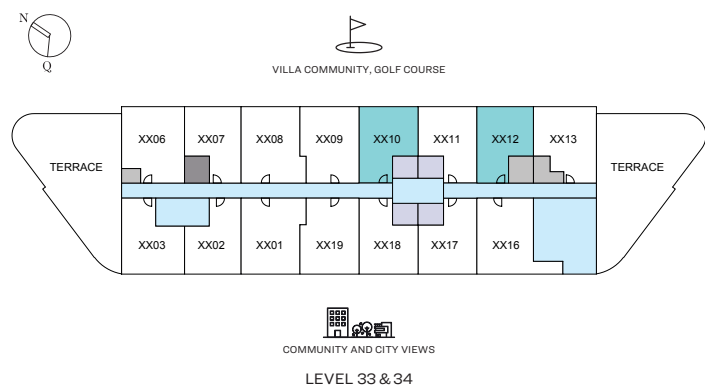 N
Q
VILLA COMMUNITY, GOLF COURSE
XX06 XX07 XX08 XX09 XX10 XX11 XX12 XX13
TERRACE TERRACE
XX03 XX02 XX01 XX19 XX18 XX17 XX16
COMMUNITY AND CITY VIEWS
LEVEL 33 & 34